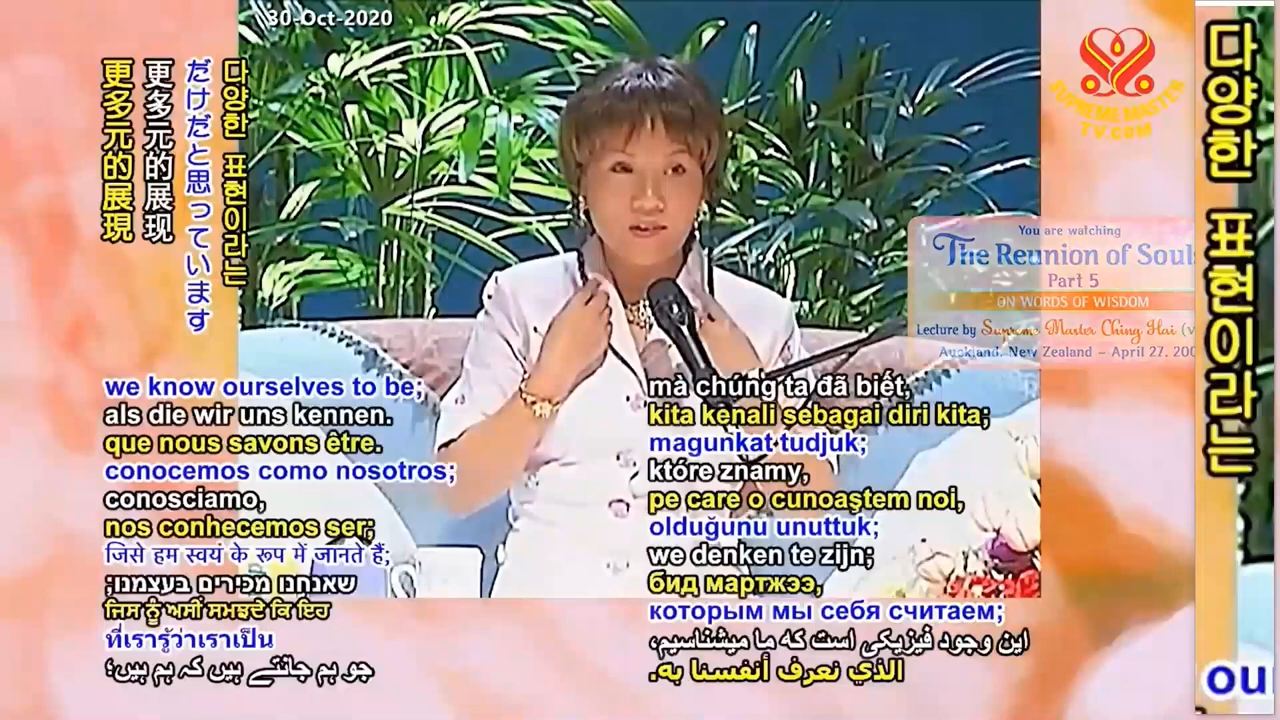 30-Oct-2020
SUPREME MASTER
TV.COM
다양한 표현이라는
だけだと思っています
更多元的展现
更多元的展現
You are watching
The Reunion of Souls
Part 5
ON WORDS OF WISDOM
Lecture by Supreme Master Ching Hai (v
Auckland, New Zealand – April 27, 200
we know ourselves to be;
als die wir uns kennen.
que nous savons être.
conocemos como nosotros;
conosciamo,
nos conhecemos ser;
जिसे हम स्वयं के रूप में जानते हैं;
שאנחנו מכירים בעצמנו;
ਜਿਸ ਨੂੰ ਅਸੀਂ ਸਮਝਦੇ ਕਿ ਇਹ
ที่เรารู้ว่าเราเป็น
جو ہم جانتے ہیں کہ ہم ہیں؛
mà chúng ta đã biết,
kita kenali sebagai diri kita;
magunkat tudjuk;
które znamy,
pe care o cunoaştem noi,
olduğunu unuttuk;
we denken te zijn;
бид мартжээ,
которым мы себя считаем;
این وجود فیزیکی است که ما میشناسیم،
الذي نعرف أنفسنا به.
다양한 표현이라는
ou